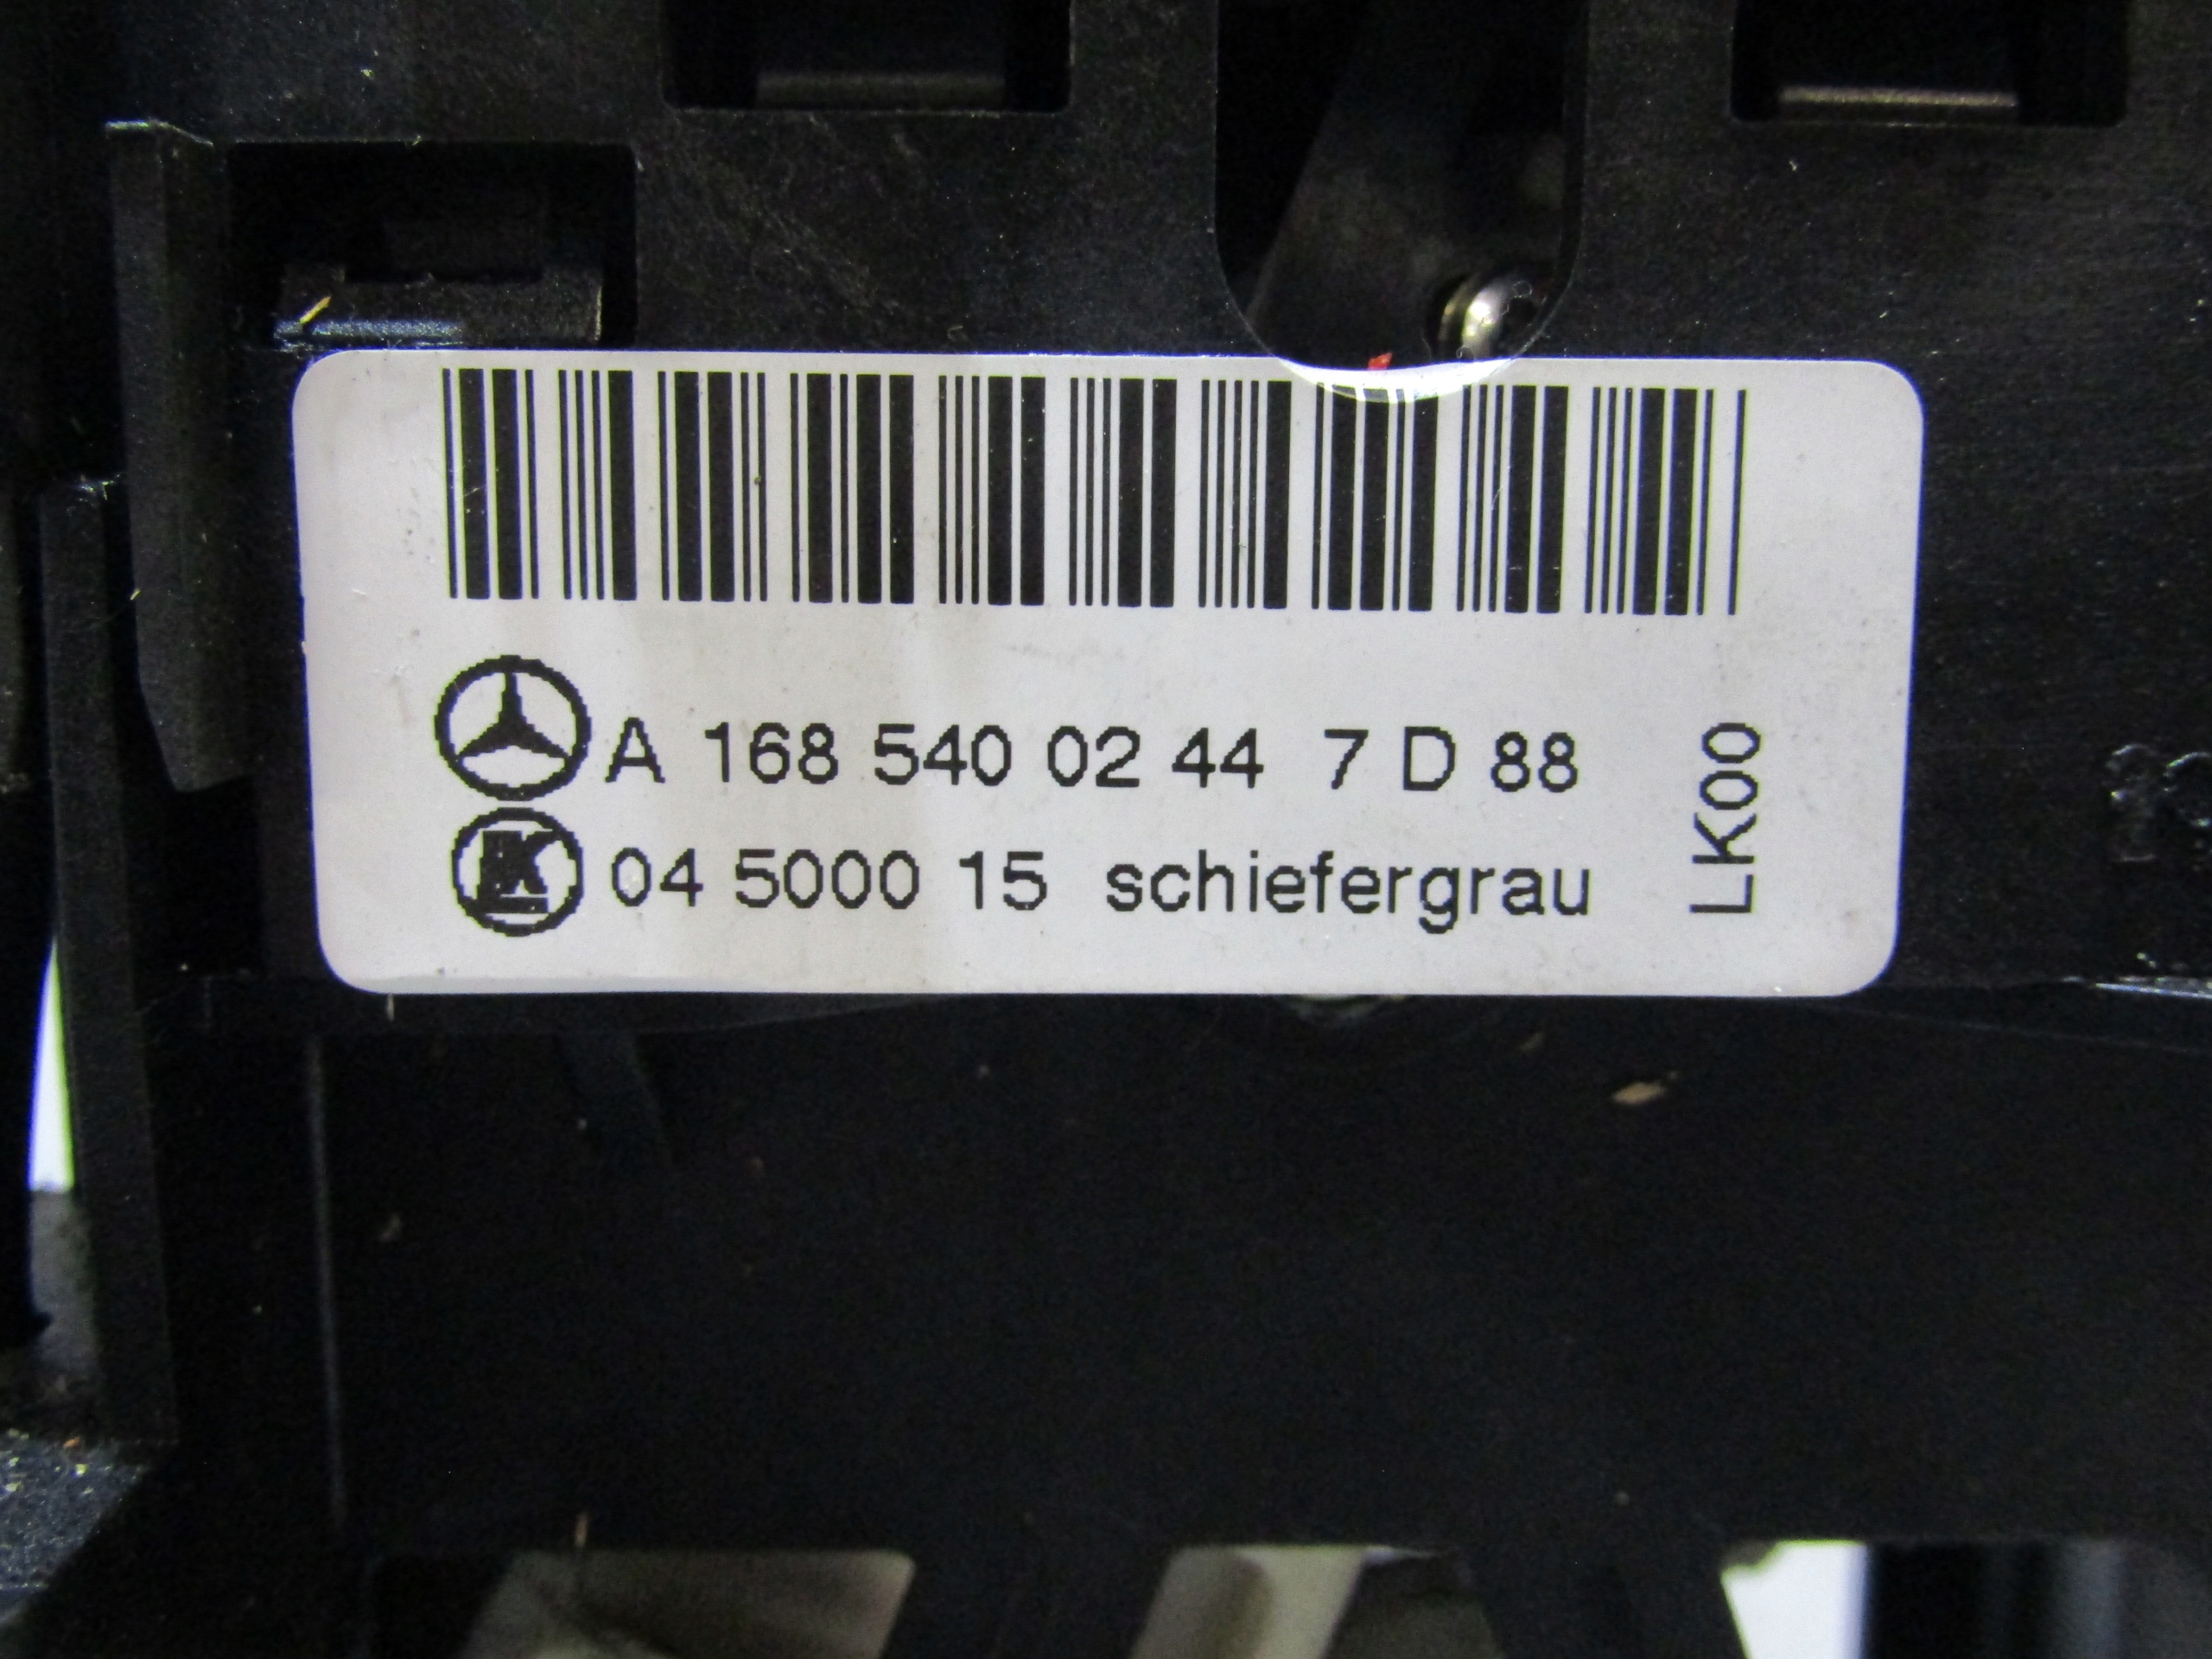 A 168 540 02 44 7 D 88
04 5000 15 schiefergrau
LK00